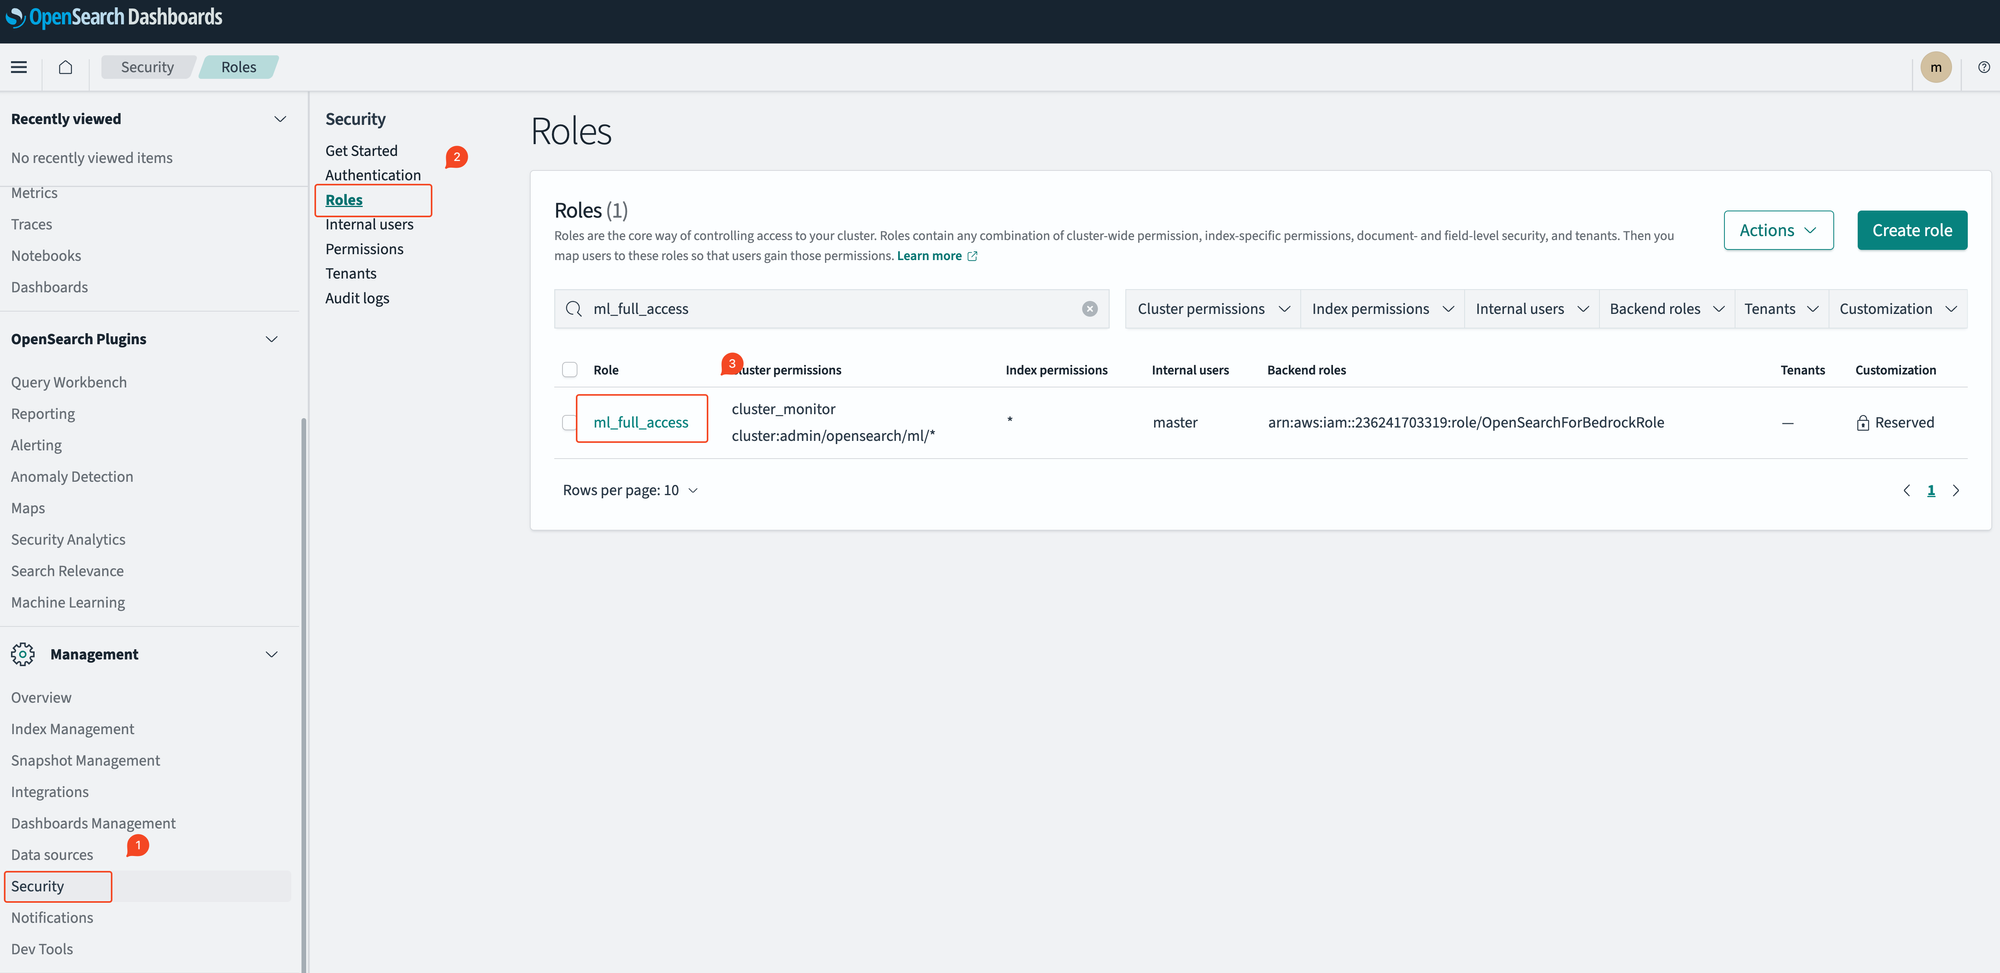 OpenSearch Dashboards
Security
Roles
m
Recently viewed
No recently viewed items
Metrics
Traces
Notebooks
Dashboards
OpenSearch Plugins
Query Workbench
Reporting
Alerting
Anomaly Detection
Maps
Security Analytics
Search Relevance
Machine Learning
Management
Overview
Index Management
Snapshot Management
Integrations
Dashboards Management
Data sources
1
Security
Notifications
Dev Tools
Security
Get Started
2
Authentication
Roles
Internal users
Permissions
Tenants
Audit logs
Roles
Roles (1)
Roles are the core way of controlling access to your cluster. Roles contain any combination of cluster-wide permission, index-specific permissions, document- and field-level security, and tenants. Then you
map users to these roles so that users gain those permissions. Learn more
Actions
Create role
ml_full_access
Cluster permissions
Index permissions
Internal users
Backend roles
Tenants
Customization
Role
3
uster permissions
Index permissions
Internal users
Backend roles
Tenants
Customization
ml_full_access
cluster_monitor
cluster:admin/opensearch/ml/*
*
master
arn:aws:iam::236241703319:role/OpenSearchForBedrockRole
—
Reserved
Rows per page: 10
1